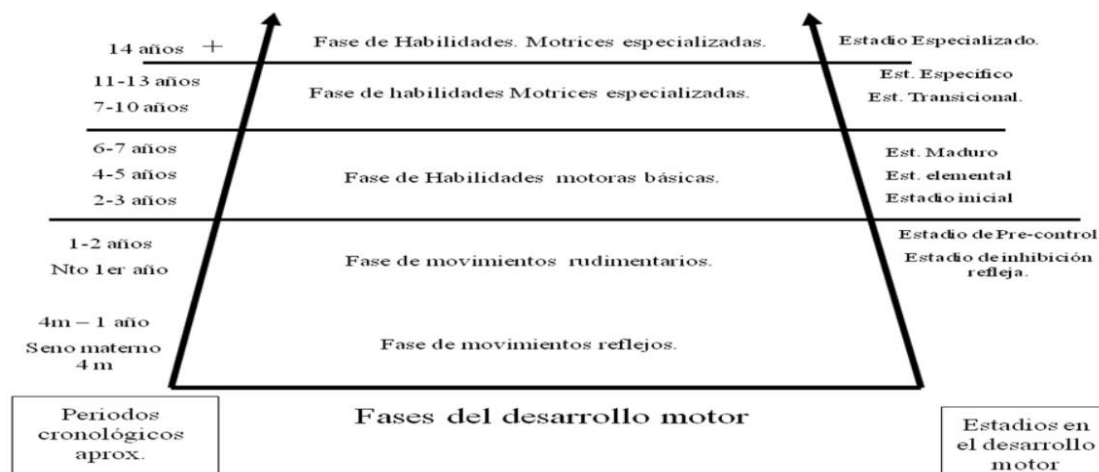 14 años +
Fase de Habilidades. Motrices especializadas.
Estadio Especializado.
11-13 años
7-10 años
Fase de habilidades Motrices especializadas.
Est. Específico
Est. Transicional.
6-7 años
4-5 años
2-3 años
Fase de Habilidades motoras básicas.
Est. Maduro
Est. elemental
Estadio inicial
1-2 años
Nto 1er año
Fase de movimientos rudimentarios.
Estadio de Pre-control
Estadio de inhibición
refleja.
4m – 1 año
Seno materno
4 m
Fase de movimientos reflejos.
Periodos
cronológicos
aprox.
Fases del desarrollo motor
Estadios en
el desarrollo
motor